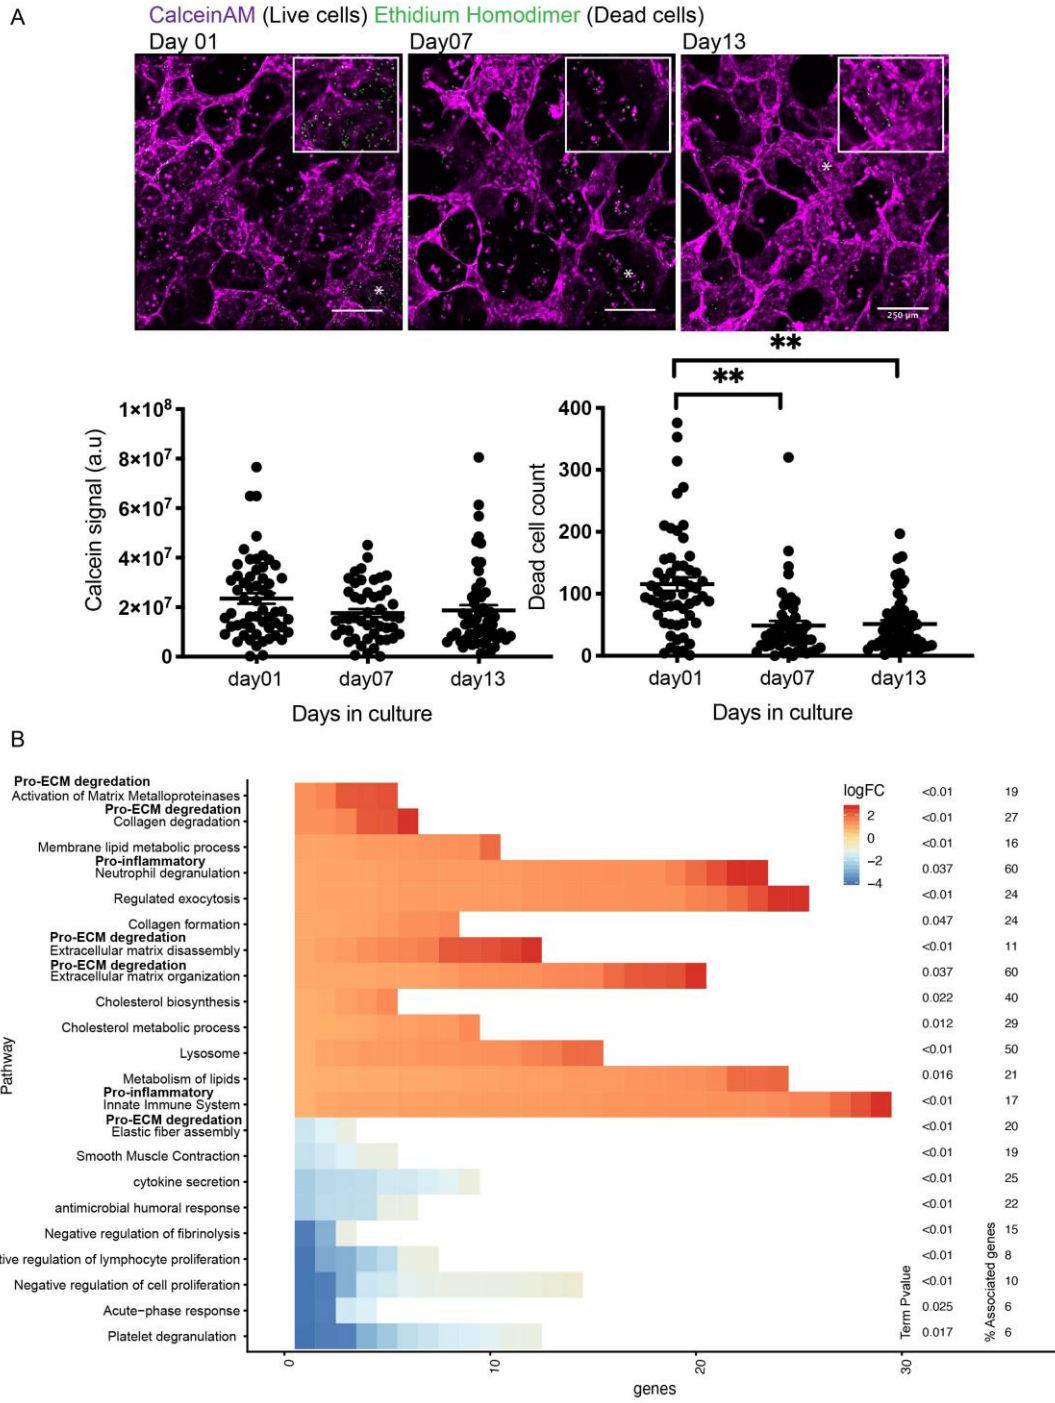 A
CalceinAM (Live cells) Ethidium Homodimer (Dead cells)
Day 01 Day07 Day13
*
*
*
250 µm
**
**
1×10⁸
8×10⁷
6×10⁷
4×10⁷
2×10⁷
0
Calcein signal (a.u)
day01 day07 day13
Days in culture
400
300
200
100
0
Dead cell count
day01 day07 day13
Days in culture
B
Pathway
Pro-ECM degredation
Activation of Matrix Metalloproteinases <0.01 19
Pro-ECM degredation
Collagen degradation <0.01 27
Membrane lipid metabolic process <0.01 16
Pro-inflammatory
Neutrophil degranulation 0.037 60
Regulated exocytosis <0.01 24
Collagen formation 0.047 24
Pro-ECM degredation
Extracellular matrix disassembly <0.01 11
Pro-ECM degredation
Extracellular matrix organization 0.037 60
Cholesterol biosynthesis 0.022 40
Cholesterol metabolic process 0.012 29
Lysosome <0.01 50
Metabolism of lipids 0.016 21
Pro-inflammatory
Innate Immune System <0.01 17
Pro-ECM degredation
Elastic fiber assembly <0.01 20
Smooth Muscle Contraction <0.01 19
cytokine secretion <0.01 25
antimicrobial humoral response <0.01 22
Negative regulation of fibrinolysis <0.01 15
tive regulation of lymphocyte proliferation <0.01 8
Negative regulation of cell proliferation <0.01 10
Acute−phase response 0.025 6
Platelet degranulation 0.017 6
logFC
2
0
−2
−4
Term Pvalue
% Associated genes
0 10 20 30
genes